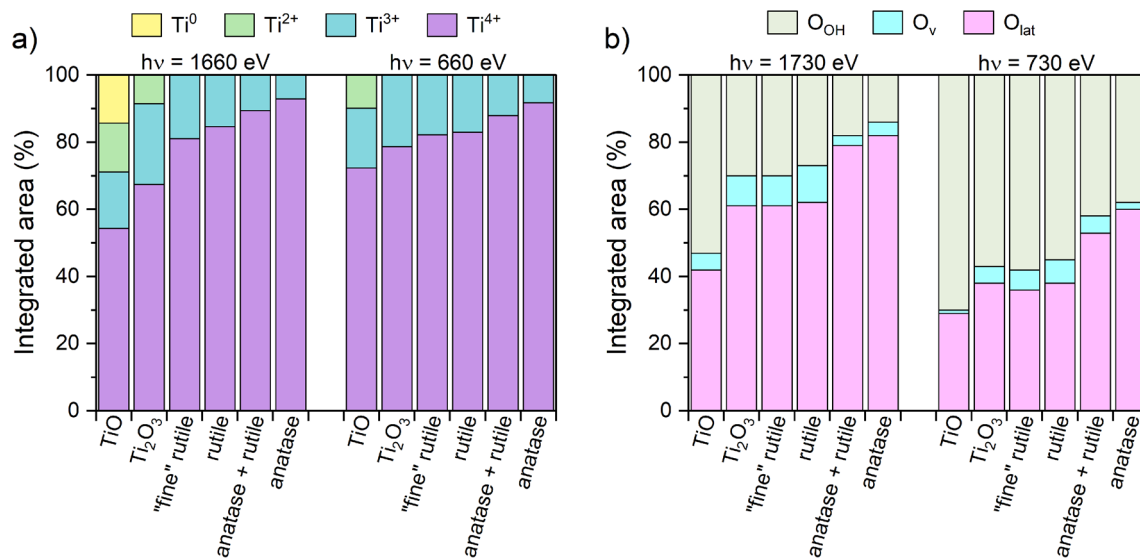 Ti⁰ Ti²⁺ Ti³⁺ Ti⁴⁺
a)
hν = 1660 eV hν = 660 eV
Integrated area (%)
100
80
60
40
20
0
TiO
Ti₂O₃
"fine" rutile
rutile
anatase + rutile
anatase
TiO
Ti₂O₃
"fine" rutile
rutile
anatase + rutile
anatase
O_OH O_v O_lat
b)
hν = 1730 eV hν = 730 eV
Integrated area (%)
100
80
60
40
20
0
TiO
Ti₂O₃
"fine" rutile
rutile
anatase + rutile
anatase
TiO
Ti₂O₃
"fine" rutile
rutile
anatase + rutile
anatase